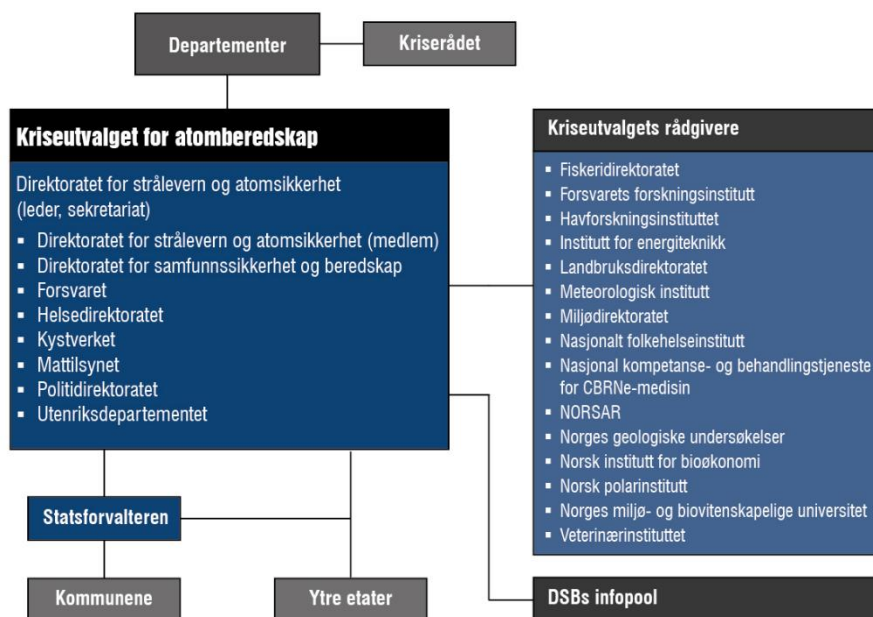 Departementer
Kriserådet
Kriseutvalget for atomberedskap
Direktoratet for strålevern og atomsikkerhet
(leder, sekretariat)
▪ Direktoratet for strålevern og atomsikkerhet (medlem)
▪ Direktoratet for samfunnssikkerhet og beredskap
▪ Forsvaret
▪ Helsedirektoratet
▪ Kystverket
▪ Mattilsynet
▪ Politidirektoratet
▪ Utenriksdepartementet
Kriseutvalgets rådgivere
▪ Fiskeridirektoratet
▪ Forsvarets forskningsinstitutt
▪ Havforskningsinstituttet
▪ Institutt for energiteknikk
▪ Landbruksdirektoratet
▪ Meteorologisk institutt
▪ Miljødirektoratet
▪ Nasjonalt folkehelseinstitutt
▪ Nasjonal kompetanse- og behandlingstjeneste
for CBRNe-medisin
▪ NORSAR
▪ Norges geologiske undersøkelser
▪ Norsk institutt for bioøkonomi
▪ Norsk polarinstitutt
▪ Norges miljø- og biovitenskapelige universitet
▪ Veterinærinstituttet
Statsforvalteren
Kommunene
Ytre etater
DSBs infopool